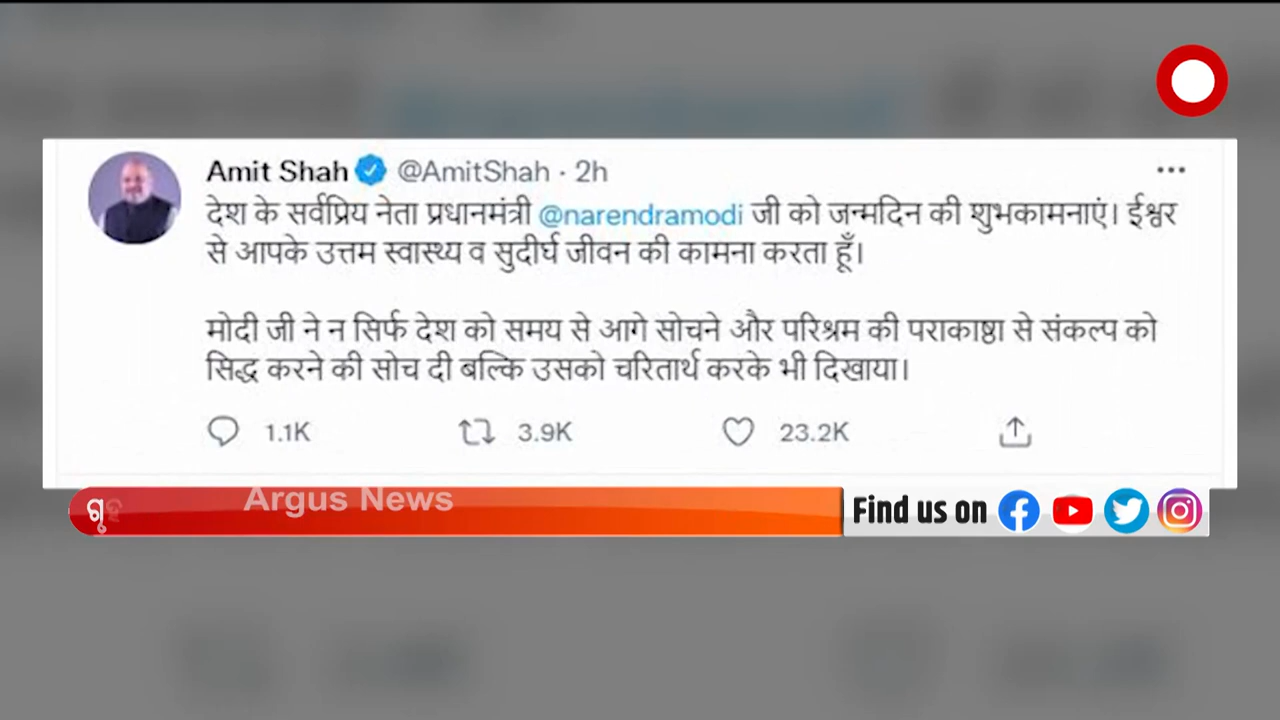 Amit Shah @AmitShah · 2h
देश के सर्वप्रिय नेता प्रधानमंत्री @narendramodi जी को जन्मदिन की शुभकामनाएं। ईश्वर
से आपके उत्तम स्वास्थ्य व सुदीर्घ जीवन की कामना करता हूँ।
मोदी जी ने न सिर्फ देश को समय से आगे सोचने और परिश्रम की पराकाष्ठा से संकल्प को
सिद्ध करने की सोच दी बल्कि उसको चरितार्थ करके भी दिखाया।
1.1K 3.9K 23.2K
Argus News
Find us on